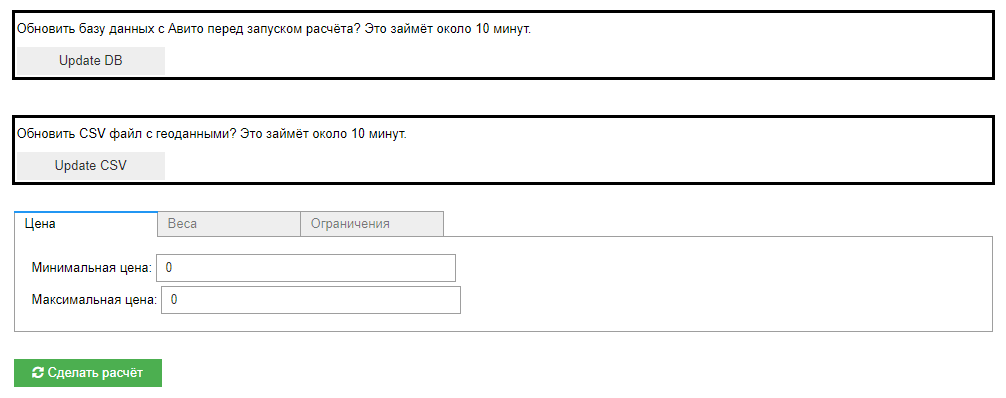 Обновить базу данных с Авито перед запуском расчёта? Это займёт около 10 минут.
Update DB
Обновить CSV файл с геоданными? Это займёт около 10 минут.
Update CSV
Цена Веса Ограничения
Минимальная цена: 0
Максимальная цена: 0
Сделать расчёт